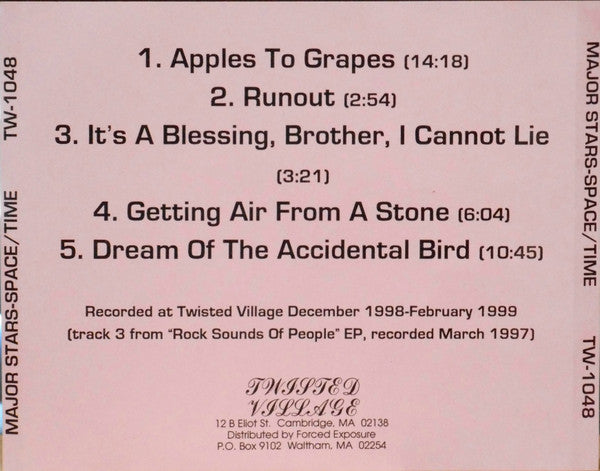 1. Apples To Grapes (14:18)
2. Runout (2:54)
3. It's A Blessing, Brother, I Cannot Lie
(3:21)
4. Getting Air From A Stone (6:04)
5. Dream Of The Accidental Bird (10:45)
Recorded at Twisted Village December 1998-February 1999
(track 3 from "Rock Sounds Of People" EP, recorded March 1997)
TWISTED
VILLAGE
12 B Eliot St. Cambridge, MA 02138
Distributed by Forced Exposure
P.O. Box 9102 Waltham, MA 02254
MAJOR STARS-SPACE/TIME TW-1048
MAJOR STARS-SPACE/TIME TW-1048